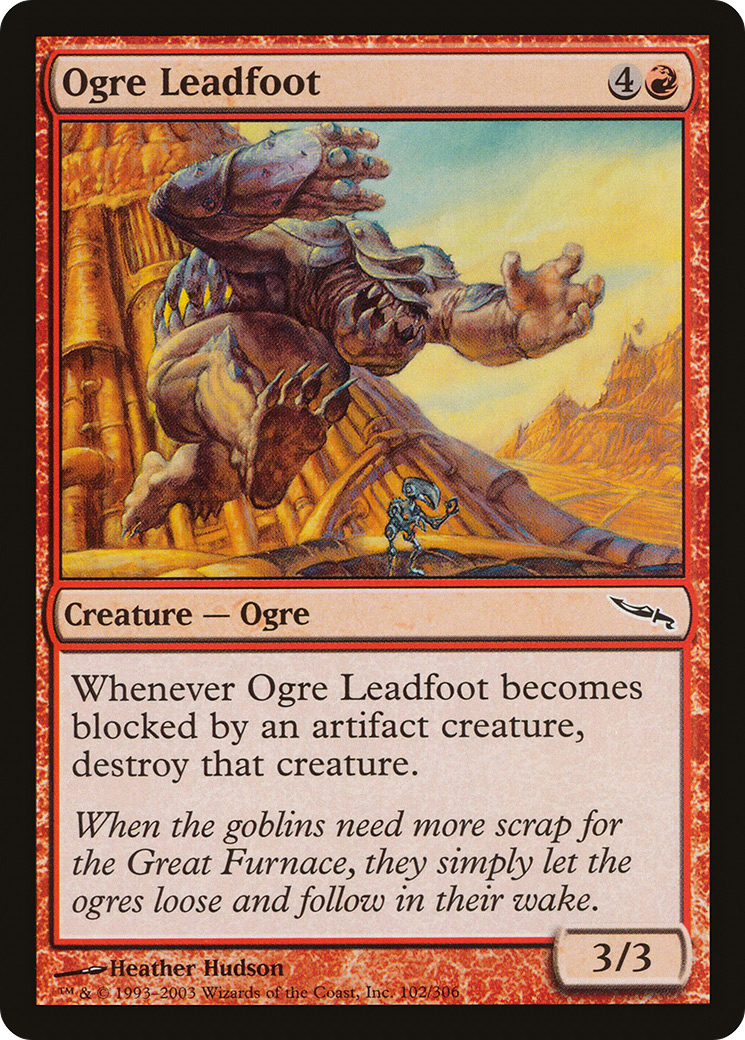 Ogre Leadfoot 4
Creature — Ogre
Whenever Ogre Leadfoot becomes
blocked by an artifact creature,
destroy that creature.
When the goblins need more scrap for
the Great Furnace, they simply let the
ogres loose and follow in their wake.
3/3
Heather Hudson
™ & © 1993–2003 Wizards of the Coast, Inc. 102/306